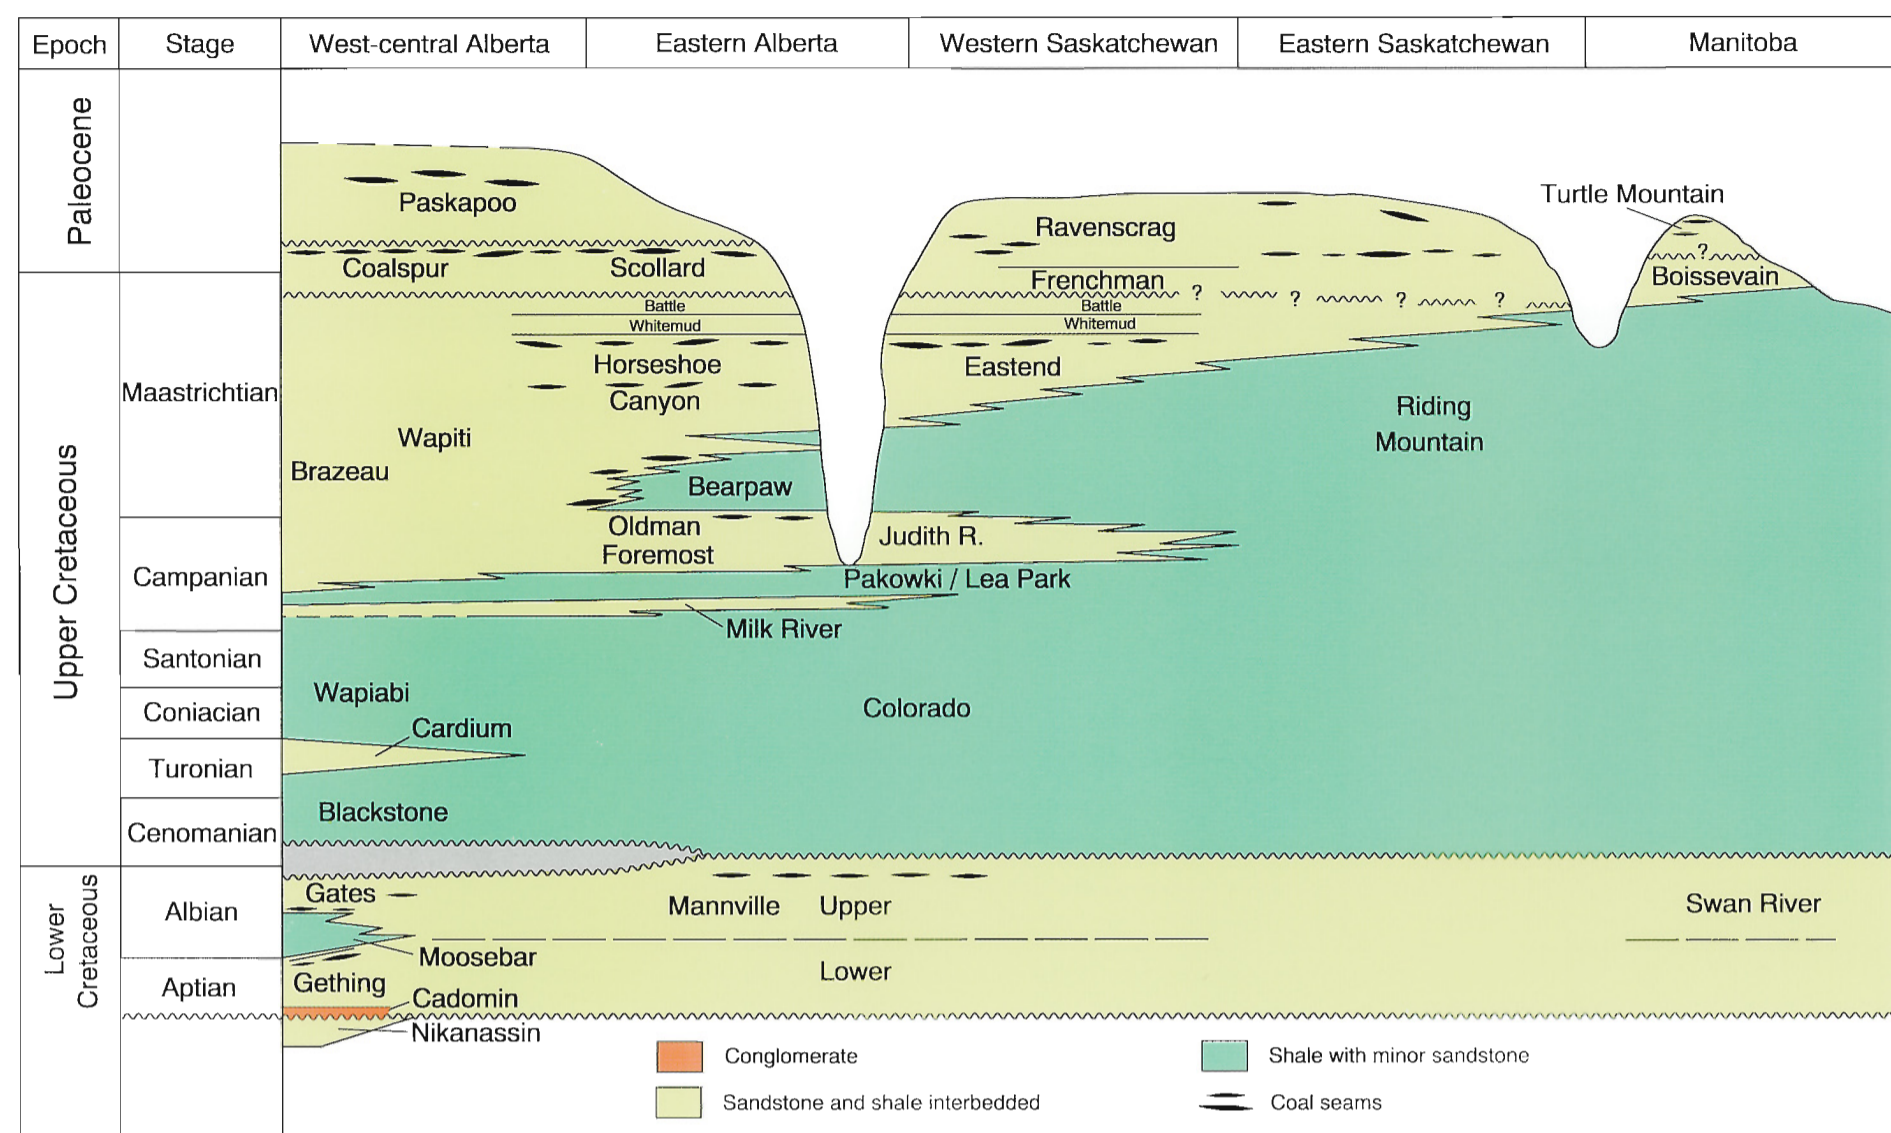 Epoch
Stage
West-central Alberta
Eastern Alberta
Western Saskatchewan
Eastern Saskatchewan
Manitoba
Paleocene
Upper Cretaceous
Lower
Cretaceous
Maastrichtian
Campanian
Santonian
Coniacian
Turonian
Cenomanian
Albian
Aptian
Paskapoo
Coalspur
Scollard
Ravenscrag
Frenchman
Turtle Mountain
?
Boissevain
? ? ? ?
Battle
Battle
Whitemud
Whitemud
Horseshoe
Canyon
Eastend
Riding
Mountain
Wapiti
Brazeau
Bearpaw
Oldman
Foremost
Judith R.
Pakowki / Lea Park
Milk River
Wapiabi
Colorado
Cardium
Blackstone
Gates
Mannville
Upper
Swan River
Moosebar
Lower
Gething
Cadomin
Nikanassin
Conglomerate
Shale with minor sandstone
Sandstone and shale interbedded
Coal seams